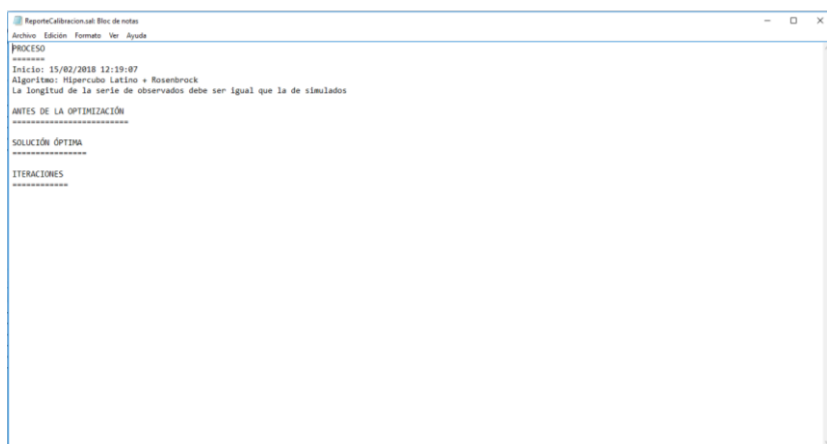 ReporteCalibracion.sal: Bloc de notas
Archivo Edición Formato Ver Ayuda
PROCESO
=======
Inicio: 15/02/2018 12:19:07
Algoritmo: Hipercubo Latino + Rosenbrock
La longitud de la serie de observados debe ser igual que la de simulados
ANTES DE LA OPTIMIZACIÓN
=========================
SOLUCIÓN ÓPTIMA
================
ITERACIONES
============